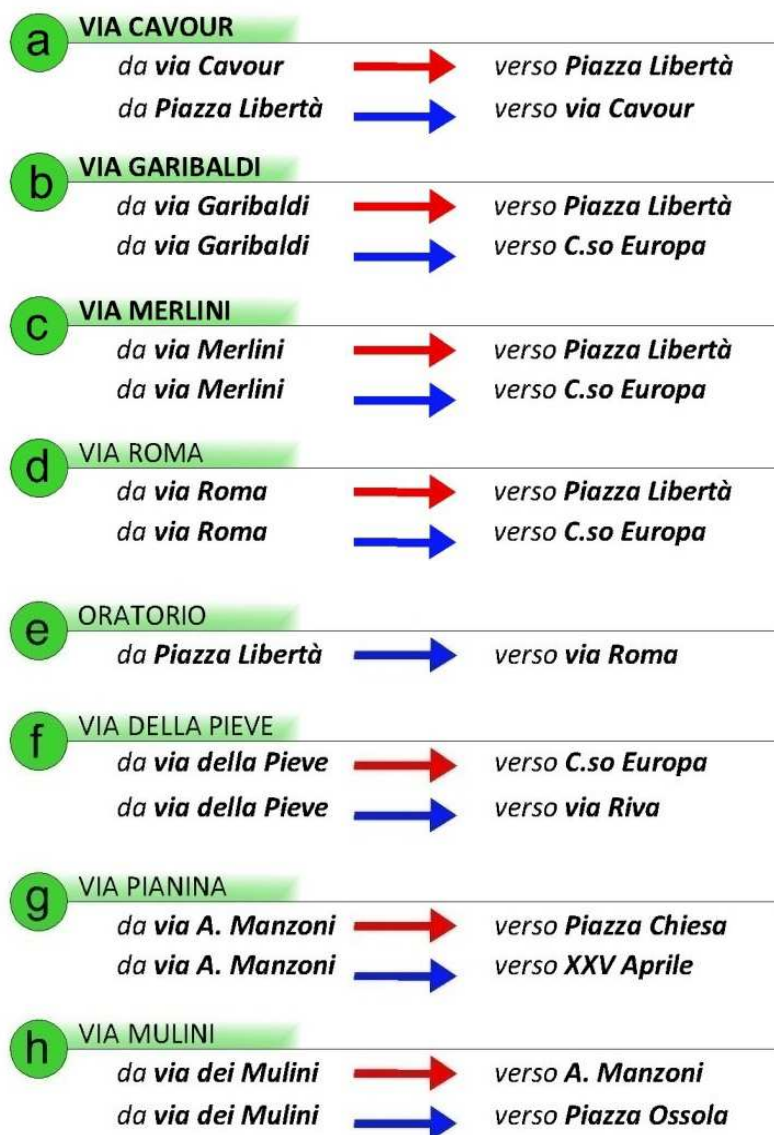 a VIA CAVOUR
da via Cavour verso Piazza Libertà
da Piazza Libertà verso via Cavour
b VIA GARIBALDI
da via Garibaldi verso Piazza Libertà
da via Garibaldi verso C.so Europa
c VIA MERLINI
da via Merlini verso Piazza Libertà
da via Merlini verso C.so Europa
d VIA ROMA
da via Roma verso Piazza Libertà
da via Roma verso C.so Europa
e ORATORIO
da Piazza Libertà verso via Roma
f VIA DELLA PIEVE
da via della Pieve verso C.so Europa
da via della Pieve verso via Riva
g VIA PIANINA
da via A. Manzoni verso Piazza Chiesa
da via A. Manzoni verso XXV Aprile
h VIA MULINI
da via dei Mulini verso A. Manzoni
da via dei Mulini verso Piazza Ossola